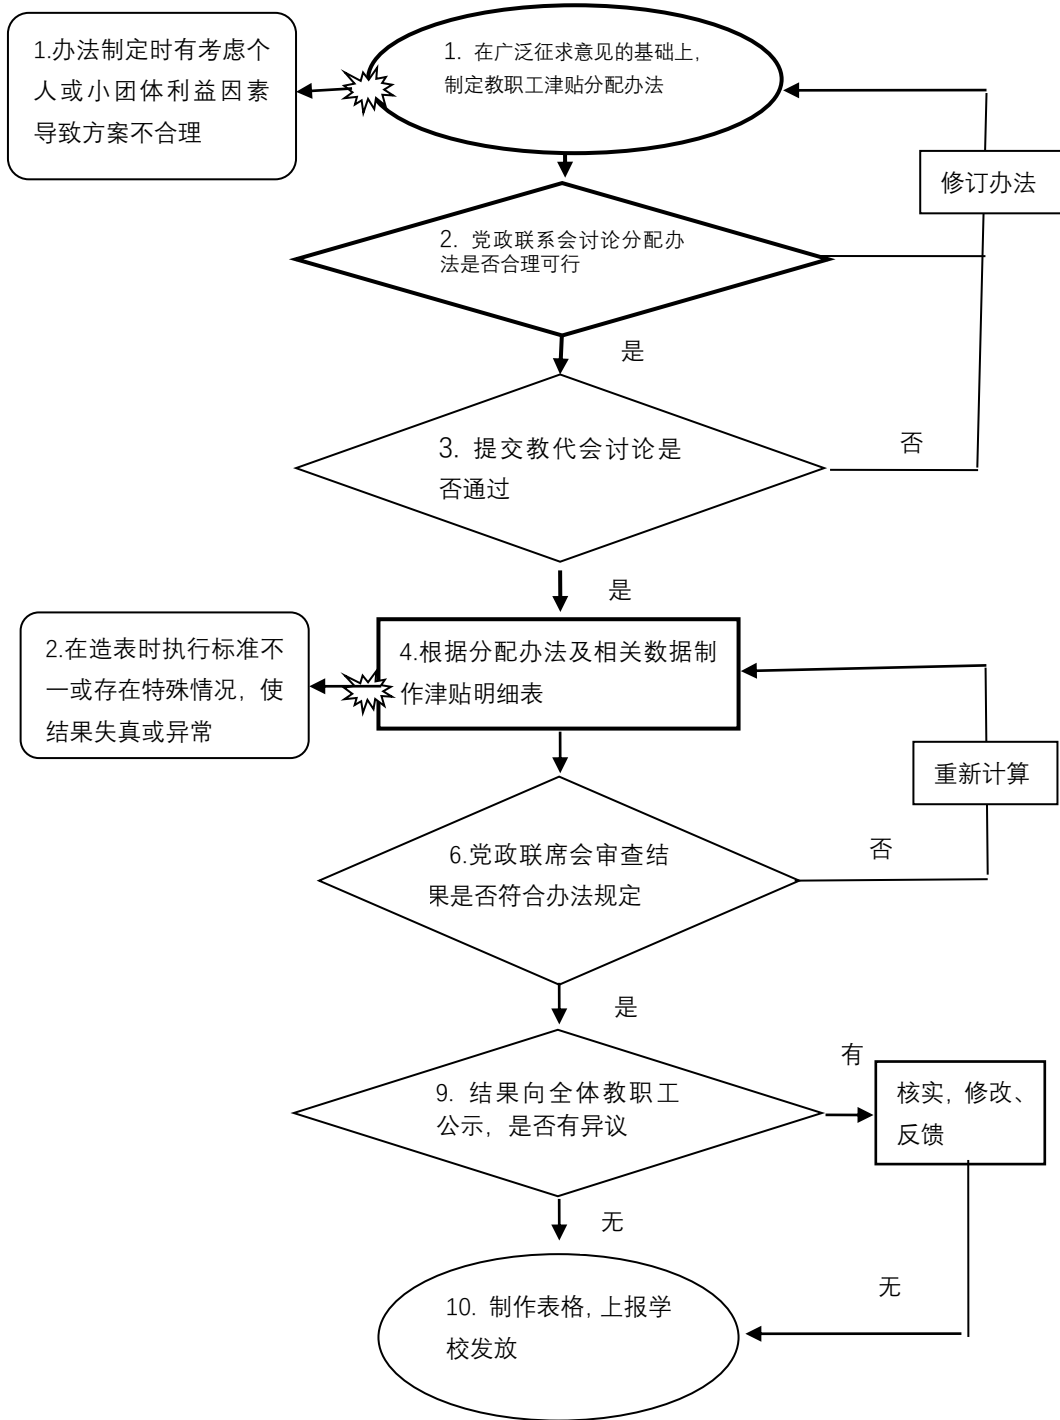 1.办法制定时有考虑个
人或小团体利益因素
导致方案不合理
1. 在广泛征求意见的基础上,
制定教职工津贴分配办法
修订办法
2. 党政联系会讨论分配办
法是否合理可行
是
3. 提交教代会讨论是
否通过
否
是
2.在造表时执行标准不
一或存在特殊情况, 使
结果失真或异常
4.根据分配办法及相关数据制
作津贴明细表
重新计算
6.党政联席会审查结
果是否符合办法规定
否
是
9. 结果向全体教职工
公示, 是否有异议
有
核实, 修改、
反馈
无
10. 制作表格, 上报学
校发放
无